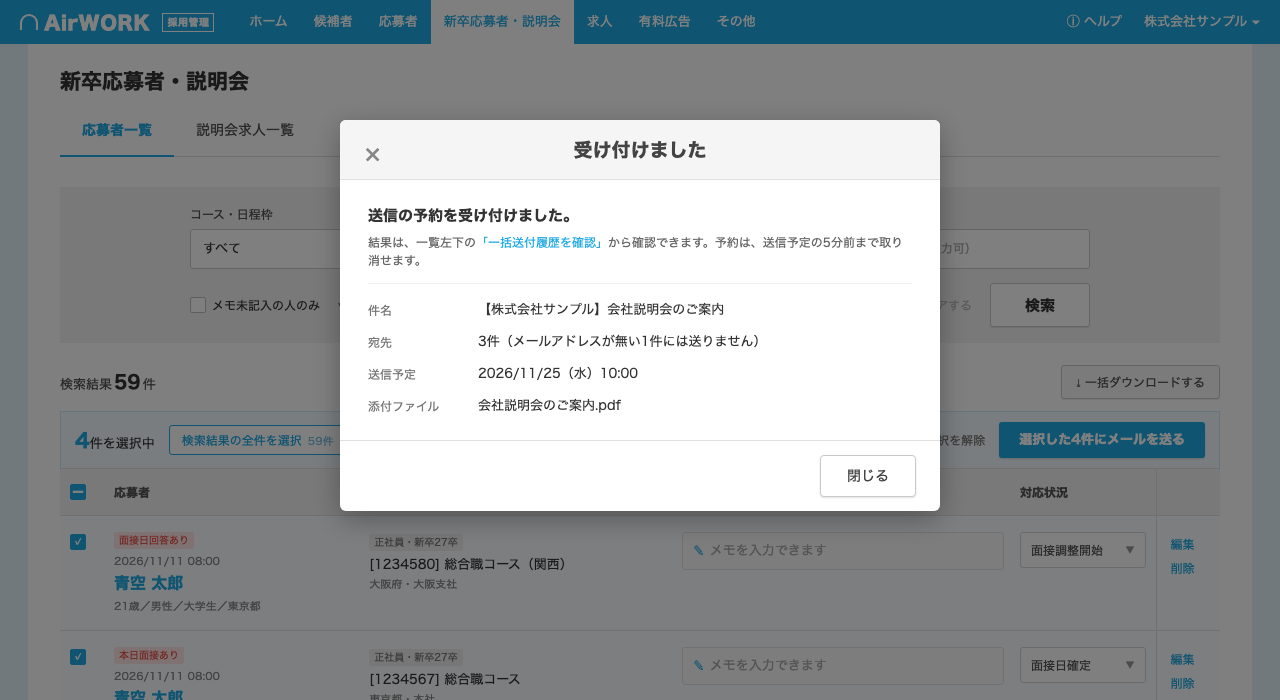 AirWORK 採用管理 ホーム 候補者 応募者 新卒応募者・説明会 求人 有料広告 その他 ヘルプ 株式会社サンプル
新卒応募者・説明会
応募者一覧 説明会求人一覧
受け付けました
送信の予約を受け付けました。
結果は、一覧左下の「一括送付履歴を確認」から確認できます。予約は、送信予定の5分前まで取り
消せます。
件名 【株式会社サンプル】会社説明会のご案内
宛先 3件（メールアドレスが無い1件には送りません）
送信予定 2026/11/25（水）10:00
添付ファイル 会社説明会のご案内.pdf
閉じる
コース・日程枠
すべて 力可）
メモ未記入の人のみ アする 検索
検索結果59件 ↓一括ダウンロードする
4件を選択中 検索結果の全件を選択 59件 択を解除 選択した4件にメールを送る
応募者 対応状況
面接日回答あり
2026/11/11 08:00
青空 太郎
21歳／男性／大学生／東京都
正社員・新卒27卒
[1234580] 総合職コース（関西）
大阪府・大阪支社
✎ メモを入力できます
面接調整開始 ▼
編集
削除
本日面接あり
2026/11/11 08:00
青空 太郎
正社員・新卒27卒
[1234567] 総合職コース
東京都・本社
✎ メモを入力できます
面接日確定 ▼
編集
削除